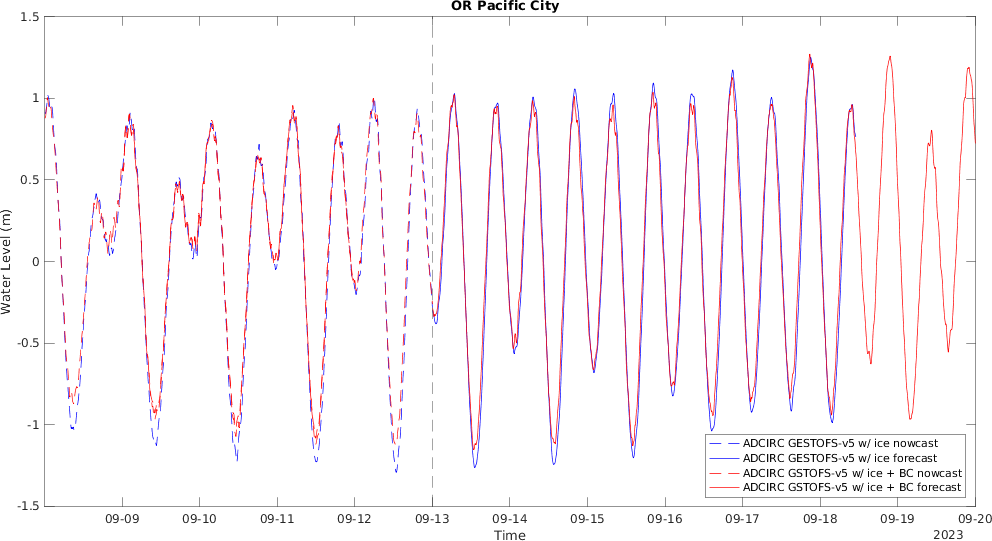 OR Pacific City
1.5
1
0.5
0
-0.5
-1
-1.5
Water Level (m)
ADCIRC GESTOFS-v5 w/ ice nowcast
ADCIRC GESTOFS-v5 w/ ice forecast
ADCIRC GSTOFS-v5 w/ ice + BC nowcast
ADCIRC GSTOFS-v5 w/ ice + BC forecast
09-09 09-10 09-11 09-12 09-13 09-14 09-15 09-16 09-17 09-18 09-19 09-20
Time
2023